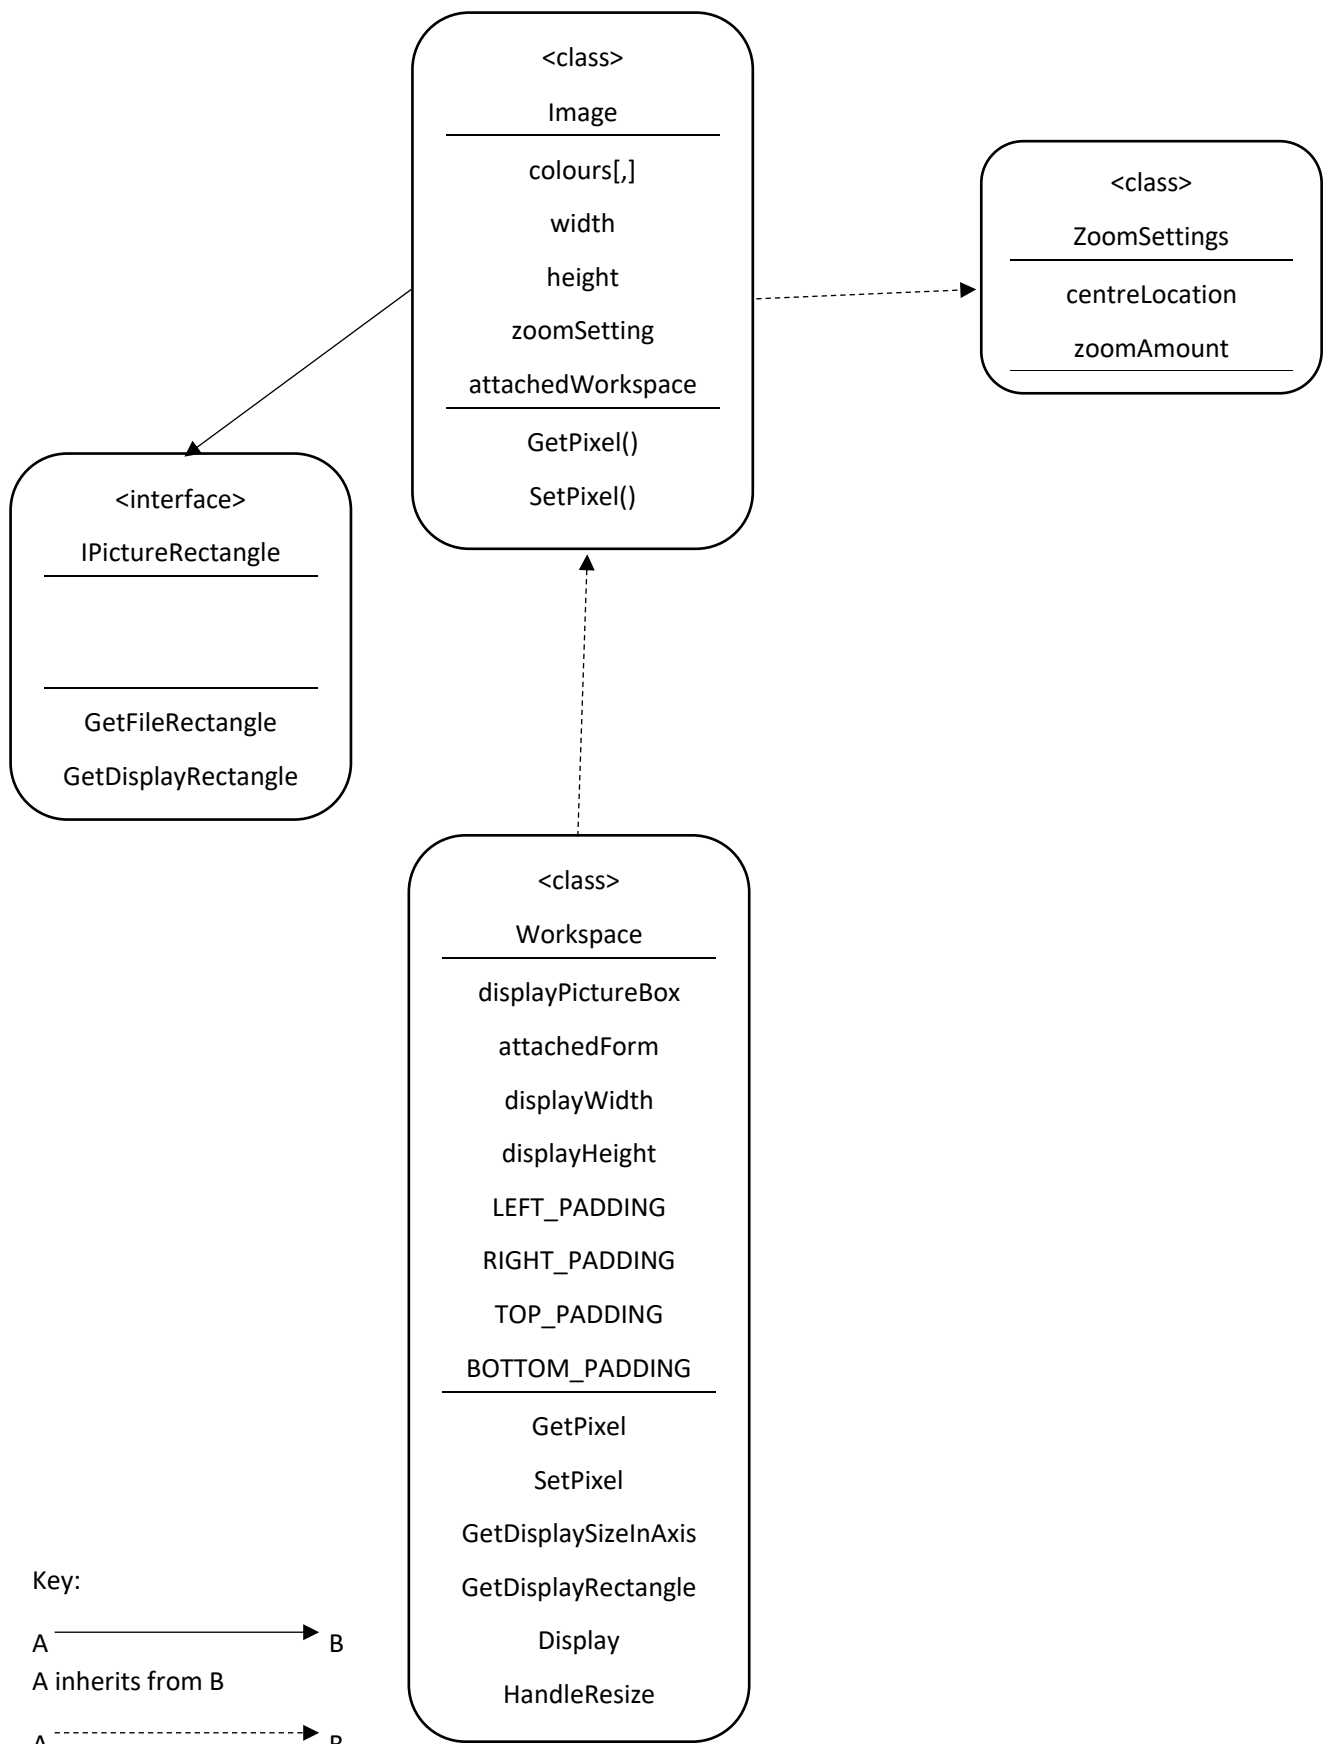 <class>
Image
colours[,]
width
height
zoomSetting
attachedWorkspace
GetPixel()
SetPixel()
<class>
ZoomSettings
centreLocation
zoomAmount
<interface>
IPictureRectangle
GetFileRectangle
GetDisplayRectangle
<class>
Workspace
displayPictureBox
attachedForm
displayWidth
displayHeight
LEFT_PADDING
RIGHT_PADDING
TOP_PADDING
BOTTOM_PADDING
GetPixel
SetPixel
GetDisplaySizeInAxis
GetDisplayRectangle
Display
HandleResize
Key:
A B
A inherits from B
A B